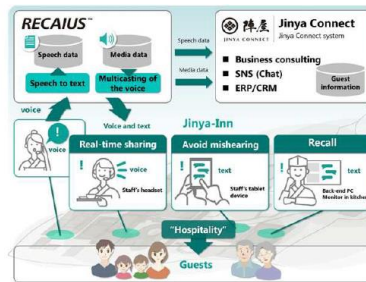 RECAIUS™
Speech data
Media data
Speech to text
Multicasting of the voice
Speech data
Media data
陣屋
JINYA CONNECT
Jinya Connect
Jinya Connect system
Business consulting
SNS (Chat)
ERP/CRM
Guest information
voice
Voice and text
Jinya-Inn
!
voice
Real-time sharing
!
voice
Staff's headset
Avoid mishearing
!
text
Staff's tablet device
Recall
!
text
Back-end PC
Monitor in kitchen
"Hospitality"
Guests